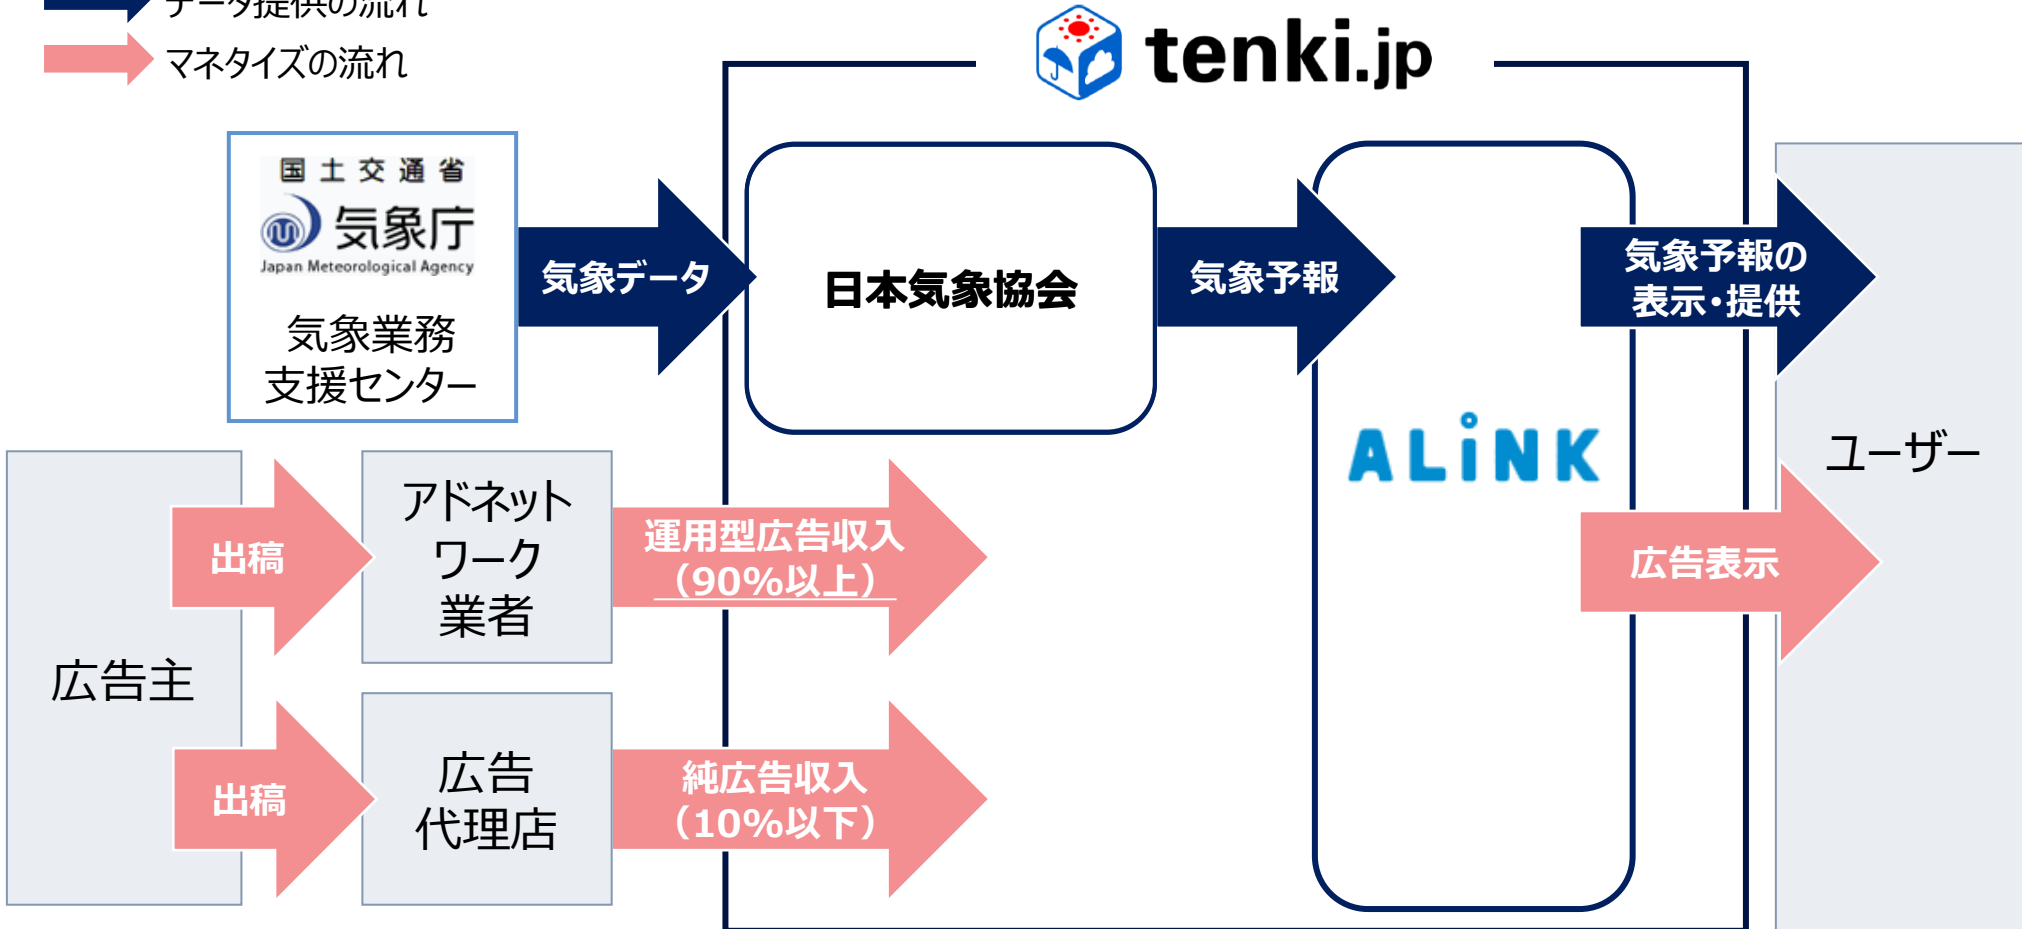 データ提供の流れ
マネタイズの流れ
tenki.jp
国土交通省
気象庁
Japan Meteorological Agency
気象業務
支援センター
気象データ
日本気象協会
気象予報
気象予報の
表示・提供
ALiNK
ユーザー
広告主
出稿
アドネット
ワーク
業者
運用型広告収入
（90%以上）
広告表示
出稿
広告
代理店
純広告収入
（10%以下）